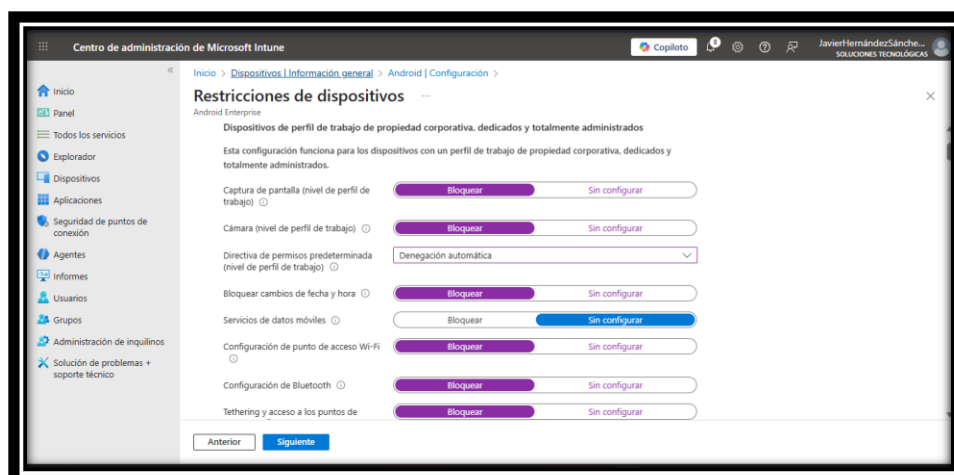 Centro de administración de Microsoft Intune
Copiloto
JavierHernándezSánche...
SOLUCIONES TECNOLÓGICAS
Inicio
Panel
Todos los servicios
Explorador
Dispositivos
Aplicaciones
Seguridad de puntos de
conexión
Agentes
Informes
Usuarios
Grupos
Administración de inquilinos
Solución de problemas +
soporte técnico
Inicio > Dispositivos | Información general > Android | Configuración >
Restricciones de dispositivos ...
Android Enterprise
Dispositivos de perfil de trabajo de propiedad corporativa, dedicados y totalmente administrados
Esta configuración funciona para los dispositivos con un perfil de trabajo de propiedad corporativa, dedicados y
totalmente administrados.
Captura de pantalla (nivel de perfil de
trabajo)
Bloquear Sin configurar
Cámara (nivel de perfil de trabajo)
Bloquear Sin configurar
Directiva de permisos predeterminada
(nivel de perfil de trabajo)
Denegación automática
Bloquear cambios de fecha y hora
Bloquear Sin configurar
Servicios de datos móviles
Bloquear Sin configurar
Configuración de punto de acceso Wi-Fi
Bloquear Sin configurar
Configuración de Bluetooth
Bloquear Sin configurar
Tethering y acceso a los puntos de
Bloquear Sin configurar
Anterior Siguiente